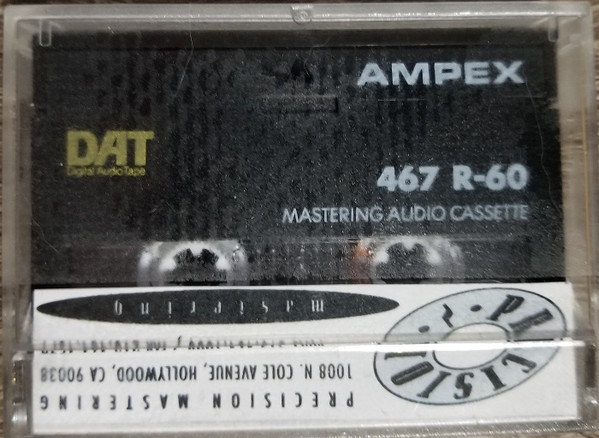 AMPEX
DAT
Digital Audio Tape
467 R-60
MASTERING AUDIO CASSETTE
PRECISION MASTERING
1008 N. COLE AVENUE, HOLLYWOOD, CA 90038
mastering
PRECISION